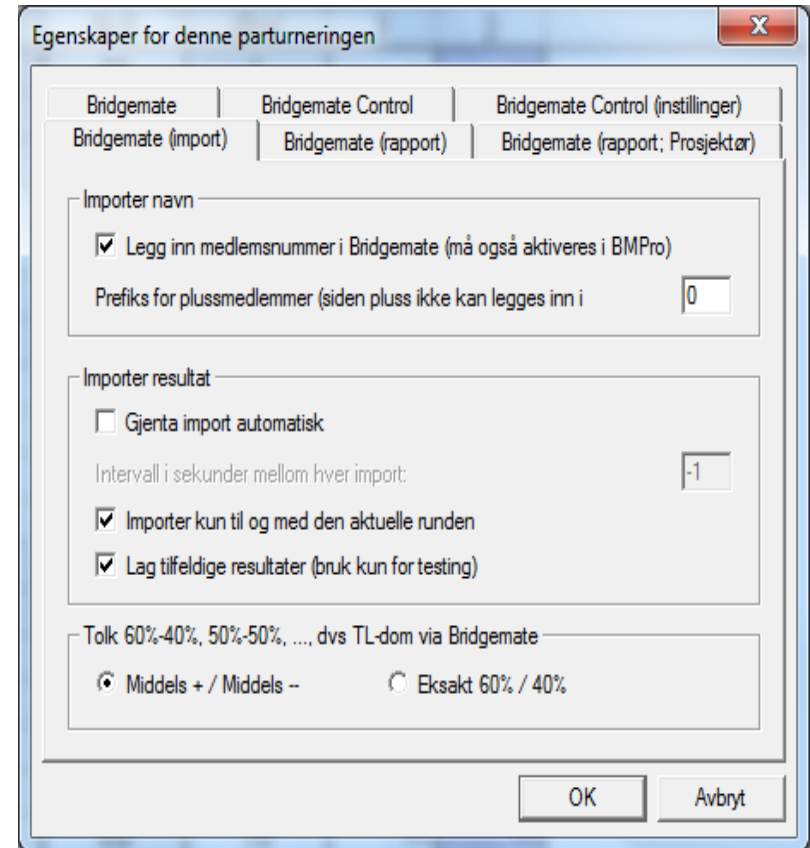 Egenskaper for denne parturneringen
Bridgemate Bridgemate Control Bridgemate Control (instillinger)
Bridgemate (import) Bridgemate (rapport) Bridgemate (rapport; Prosjektør)
Importer navn
Legg inn medlemsnummer i Bridgemate (må også aktiveres i BMPro)
Prefiks for plussmedlemmer (siden pluss ikke kan legges inn i 0
Importer resultat
Gjenta import automatisk
Intervall i sekunder mellom hver import: -1
Importer kun til og med den aktuelle runden
Lag tilfeldige resultater (bruk kun for testing)
Tolk 60%-40%, 50%-50%, ..., dvs TL-dom via Bridgemate
Middels + / Middels -- Eksakt 60% / 40%
OK Avbryt